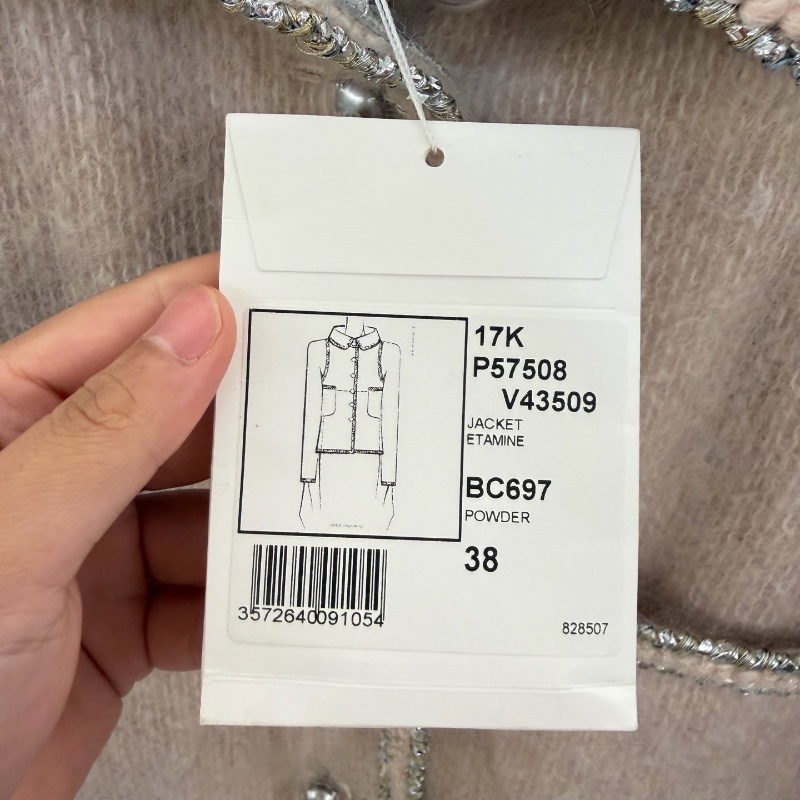 17K
P57508
V43509
JACKET
ETAMINE
BC697
POWDER
38
3572640091054
828507